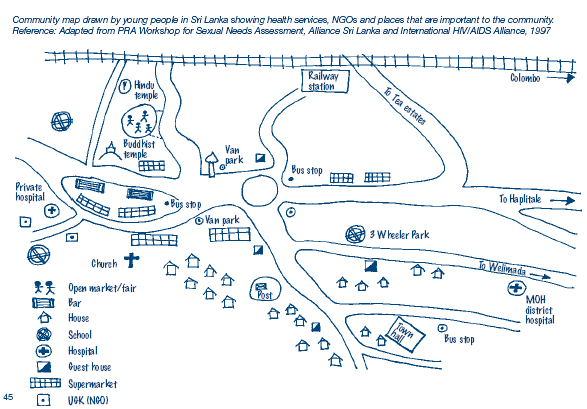 Community map drawn by young people in Sri Lanka showing health services, NGOs and places that are important to the community.
Reference: Adapted from PRA Workshop for Sexual Needs Assessment, Alliance Sri Lanka and International HIV/AIDS Alliance, 1997
Railway
station
Colombo
Hindu
temple
To Tea estates
Buddhist
temple
Van
park
Bus stop
Private
hospital
Bus stop
To Haplitale
Van park
3 Wheeler Park
Church
To Welimada
Open market/fair
Bar
House
School
Hospital
Guest house
Supermarket
UGK (NGO)
Post
MOH
district
hospital
Town
hall
Bus stop
45